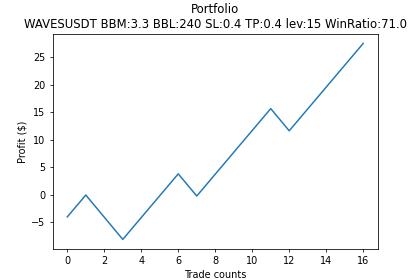 Portfolio
WAVESUSDT BBM:3.3 BBL:240 SL:0.4 TP:0.4 lev:15 WinRatio:71.0
Profit ($)
25
20
15
10
5
0
−5
0 2 4 6 8 10 12 14 16
Trade counts